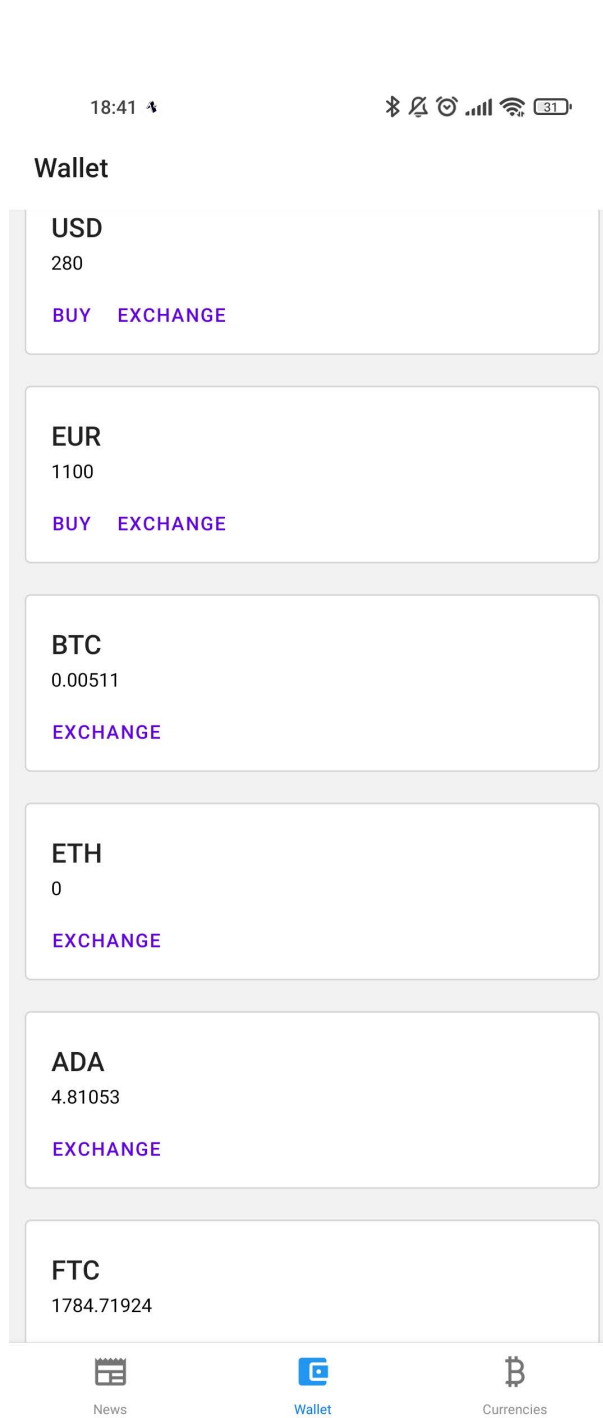 18:41
31
Wallet
USD
280
BUY EXCHANGE
EUR
1100
BUY EXCHANGE
BTC
0.00511
EXCHANGE
ETH
0
EXCHANGE
ADA
4.81053
EXCHANGE
FTC
1784.71924
News Wallet Currencies